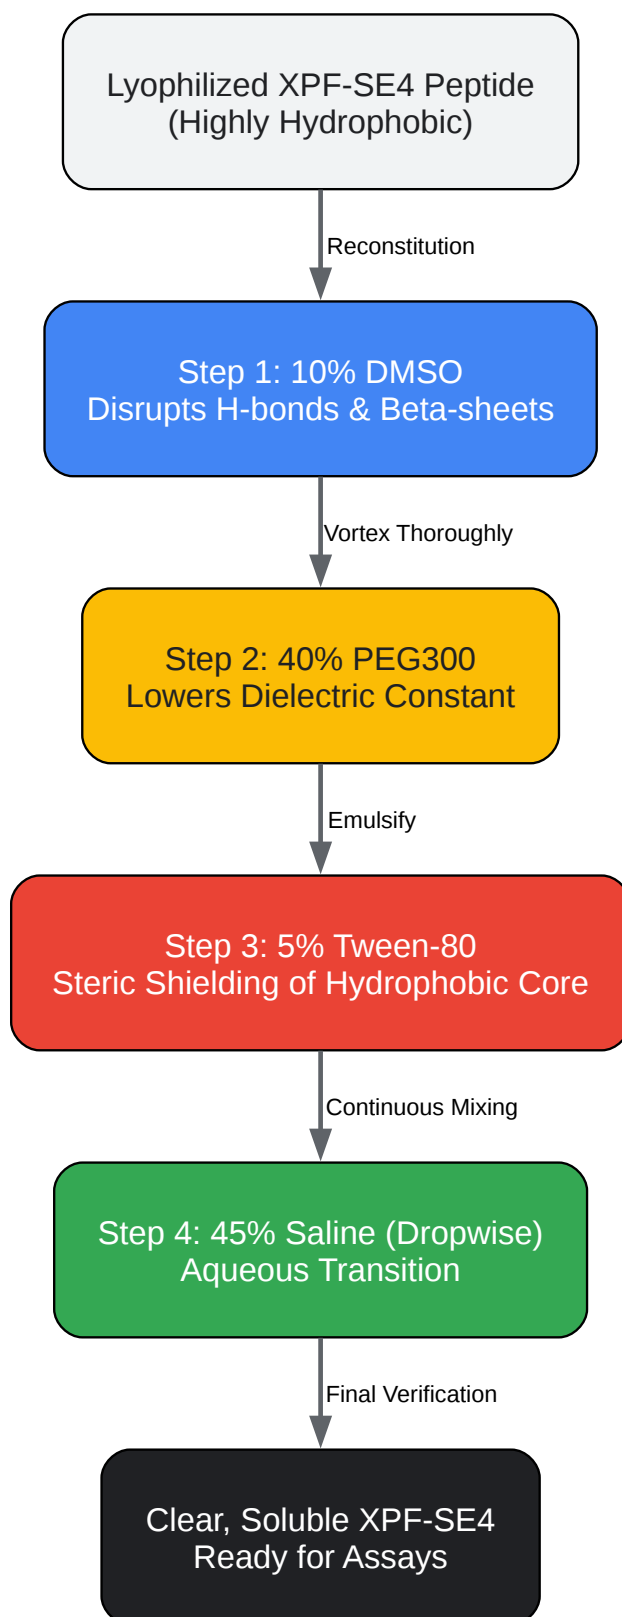 Lyophilized XPF-SE4 Peptide
(Highly Hydrophobic)
Reconstitution
Step 1: 10% DMSO
Disrupts H-bonds & Beta-sheets
Vortex Thoroughly
Step 2: 40% PEG300
Lowers Dielectric Constant
Emulsify
Step 3: 5% Tween-80
Steric Shielding of Hydrophobic Core
Continuous Mixing
Step 4: 45% Saline (Dropwise)
Aqueous Transition
Final Verification
Clear, Soluble XPF-SE4
Ready for Assays